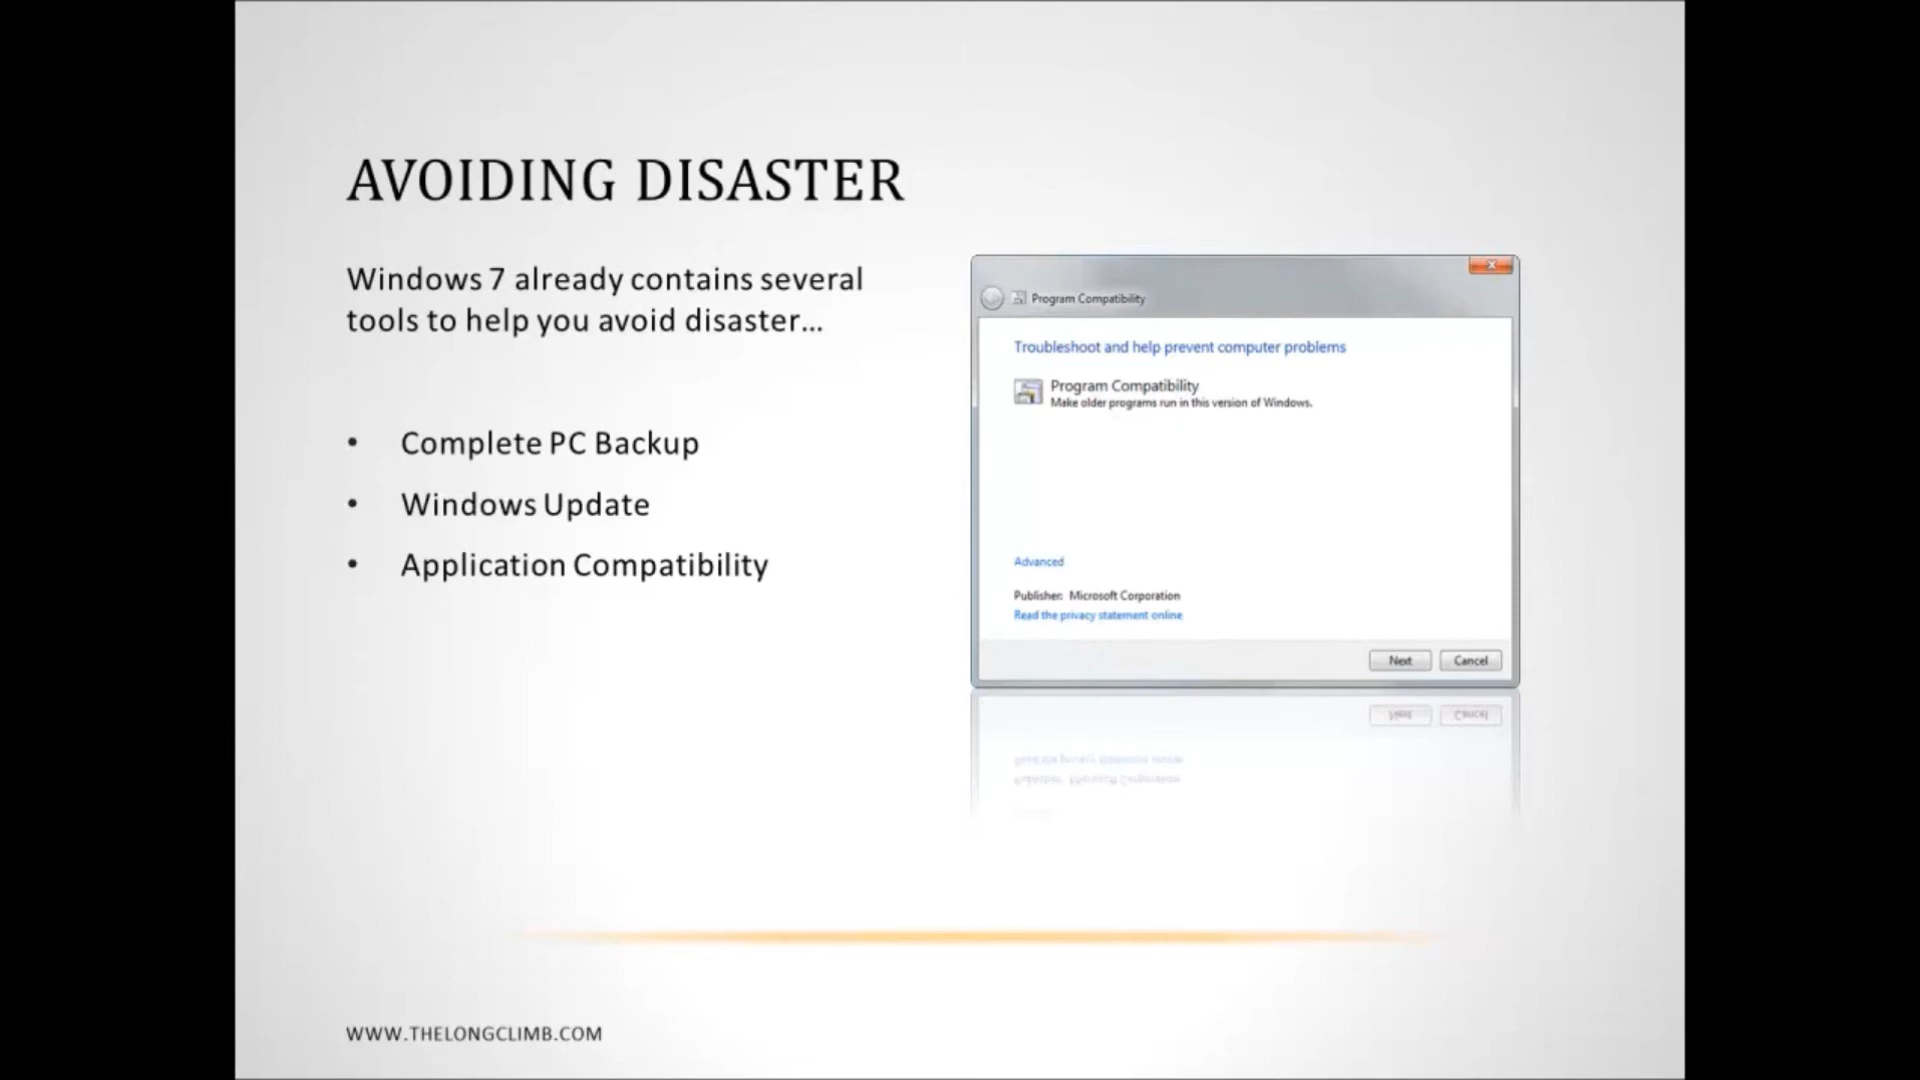 AVOIDING DISASTER
Windows 7 already contains several
tools to help you avoid disaster...
• Complete PC Backup
• Windows Update
• Application Compatibility
Program Compatibility
Troubleshoot and help prevent computer problems
Program Compatibility
Make older programs run in this version of Windows.
Advanced
Publisher: Microsoft Corporation
Read the privacy statement online
Next Cancel
WWW.THELONGCLIMB.COM